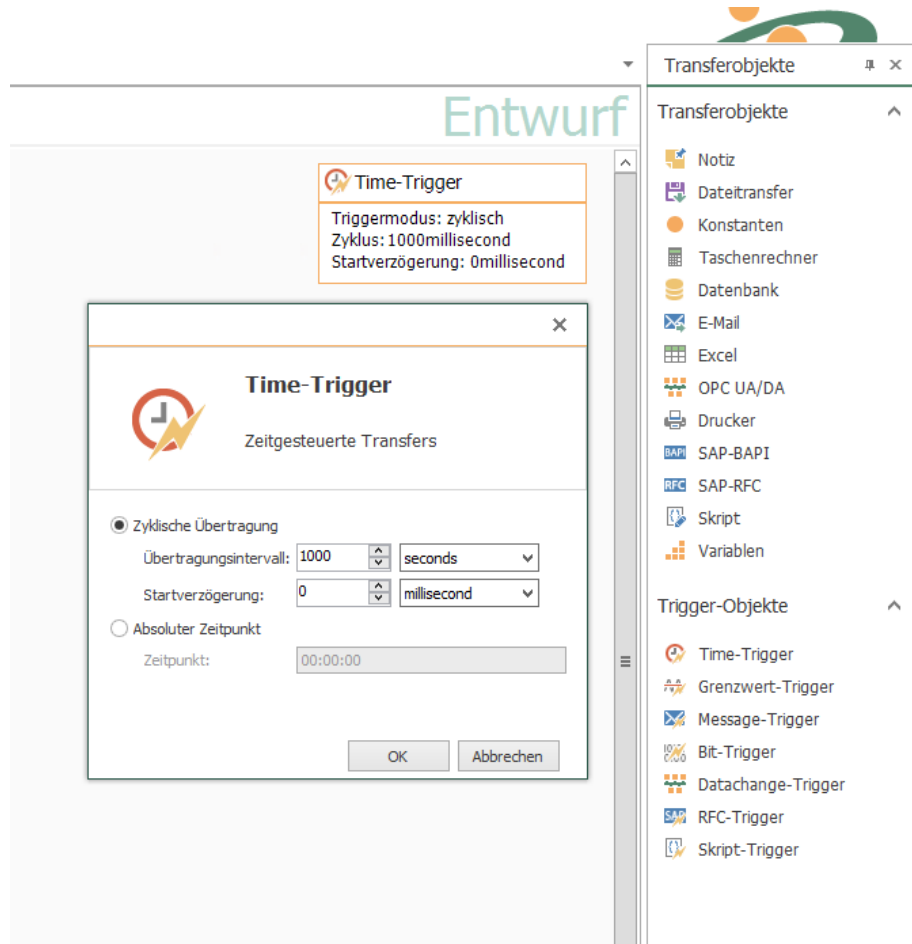 Transferobjekte
Entwurf
Time-Trigger
Triggermodus: zyklisch
Zyklus: 1000millisecond
Startverzögerung: 0millisecond
Time-Trigger
Zeitgesteuerte Transfers
Zyklische Übertragung
Übertragungsintervall: 1000 seconds
Startverzögerung: 0 millisecond
Absoluter Zeitpunkt
Zeitpunkt: 00:00:00
OK Abbrechen
Transferobjekte
Notiz
Dateitransfer
Konstanten
Taschenrechner
Datenbank
E-Mail
Excel
OPC UA/DA
Drucker
BAPI SAP-BAPI
RFC SAP-RFC
Skript
Variablen
Trigger-Objekte
Time-Trigger
Grenzwert-Trigger
Message-Trigger
Bit-Trigger
Datachange-Trigger
SAP RFC-Trigger
Skript-Trigger